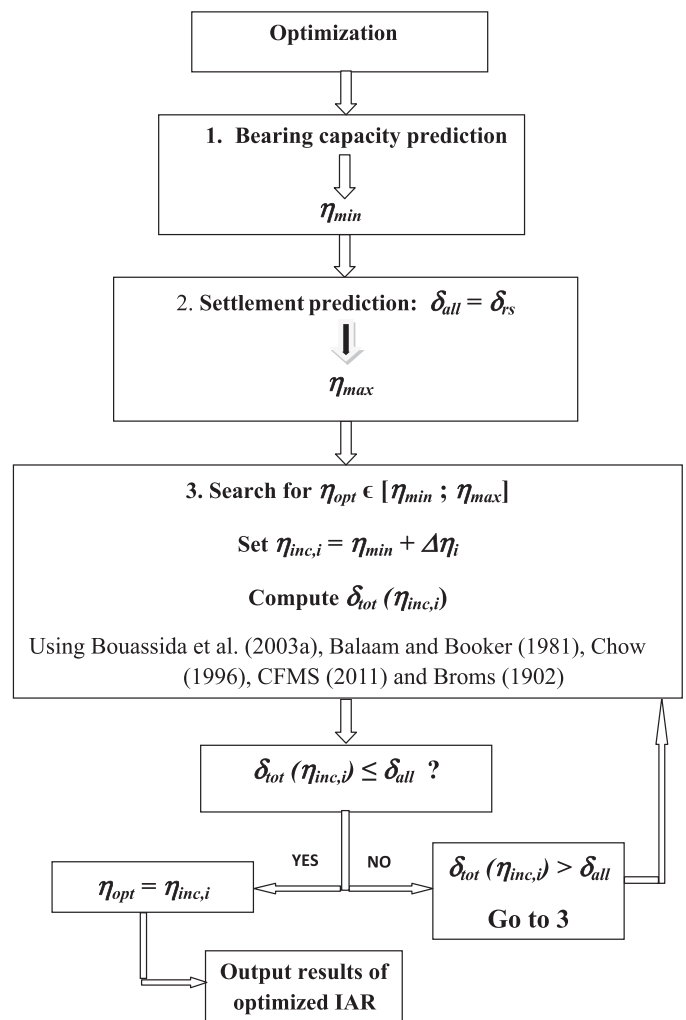 Optimization
1. Bearing capacity prediction
ηmin
2. Settlement prediction: δall = δrs
ηmax
3. Search for ηopt ϵ [ηmin ; ηmax]
Set ηinc,i = ηmin + Δηi
Compute δtot (ηinc,i)
Using Bouassida et al. (2003a), Balaam and Booker (1981), Chow
(1996), CFMS (2011) and Broms (1902)
δtot (ηinc,i) ≤ δall ?
YES
NO
ηopt = ηinc,i
δtot (ηinc,i) > δall
Go to 3
Output results of
optimized IAR